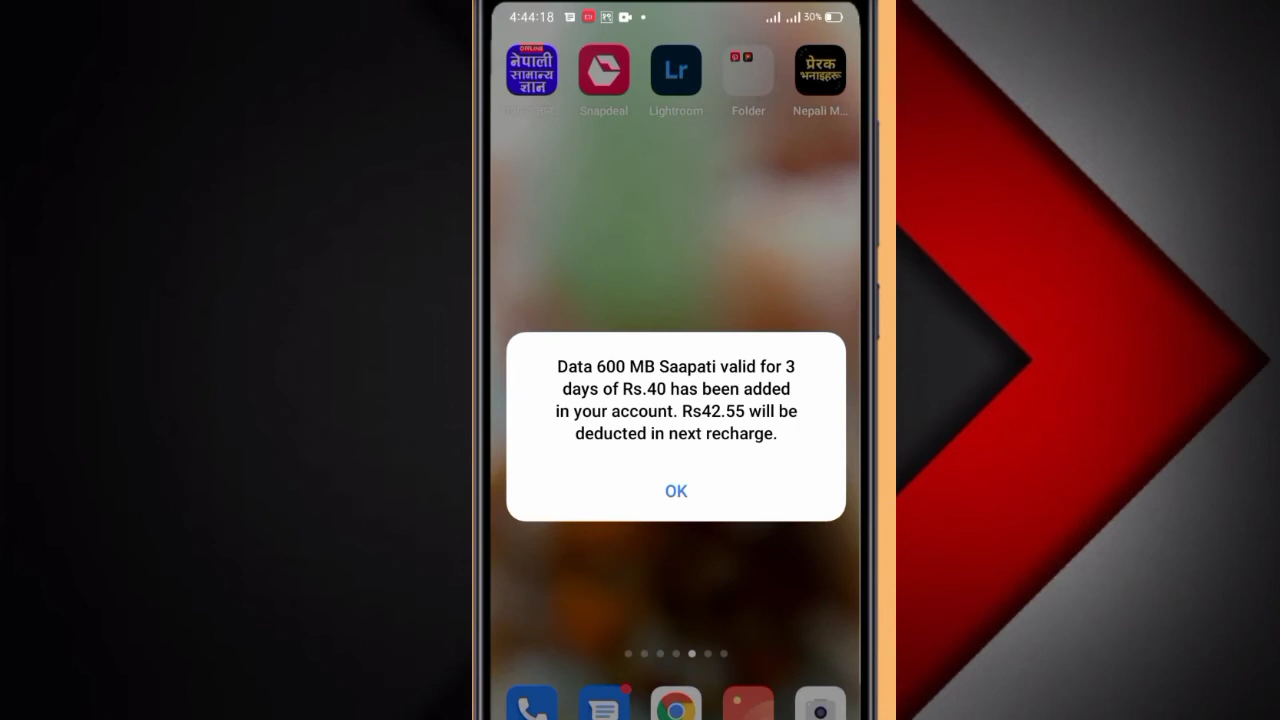 4:44:18
30%
OFFLINE
नेपाली
सामान्य
ज्ञान
Lr
प्रेरक
भनाइहरू
Snapdeal
Lightroom
Folder
Nepali M...
Data 600 MB Saapati valid for 3
days of Rs.40 has been added
in your account. Rs42.55 will be
deducted in next recharge.
OK